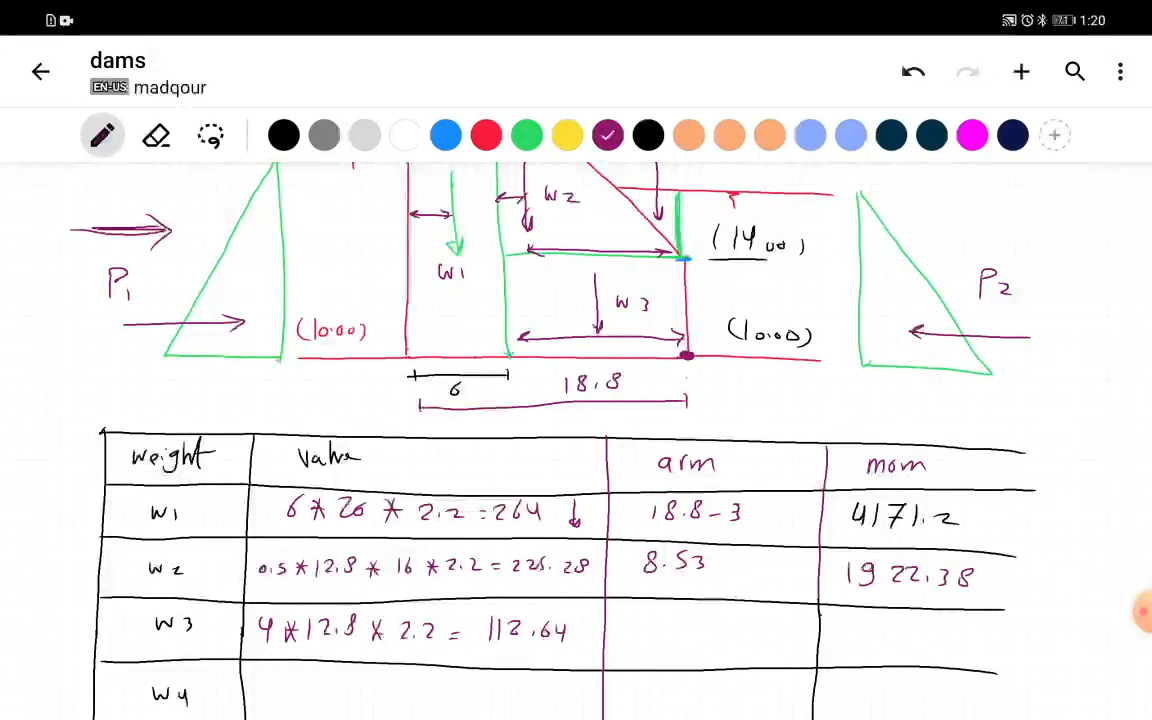 1:20
dams
EN-US madqour
W2
(14.00)
W1
P1
P2
W3
(10.00)
(10.00)
6
18.8
weight value arm mom
W1 6 * 20 * 2.2 = 264 ↓ 18.8 - 3 4171.2
W2 0.5 * 12.8 * 16 * 2.2 = 225.28 8.53 1922.38
W3 4 * 12.8 * 2.2 = 112.64
W4